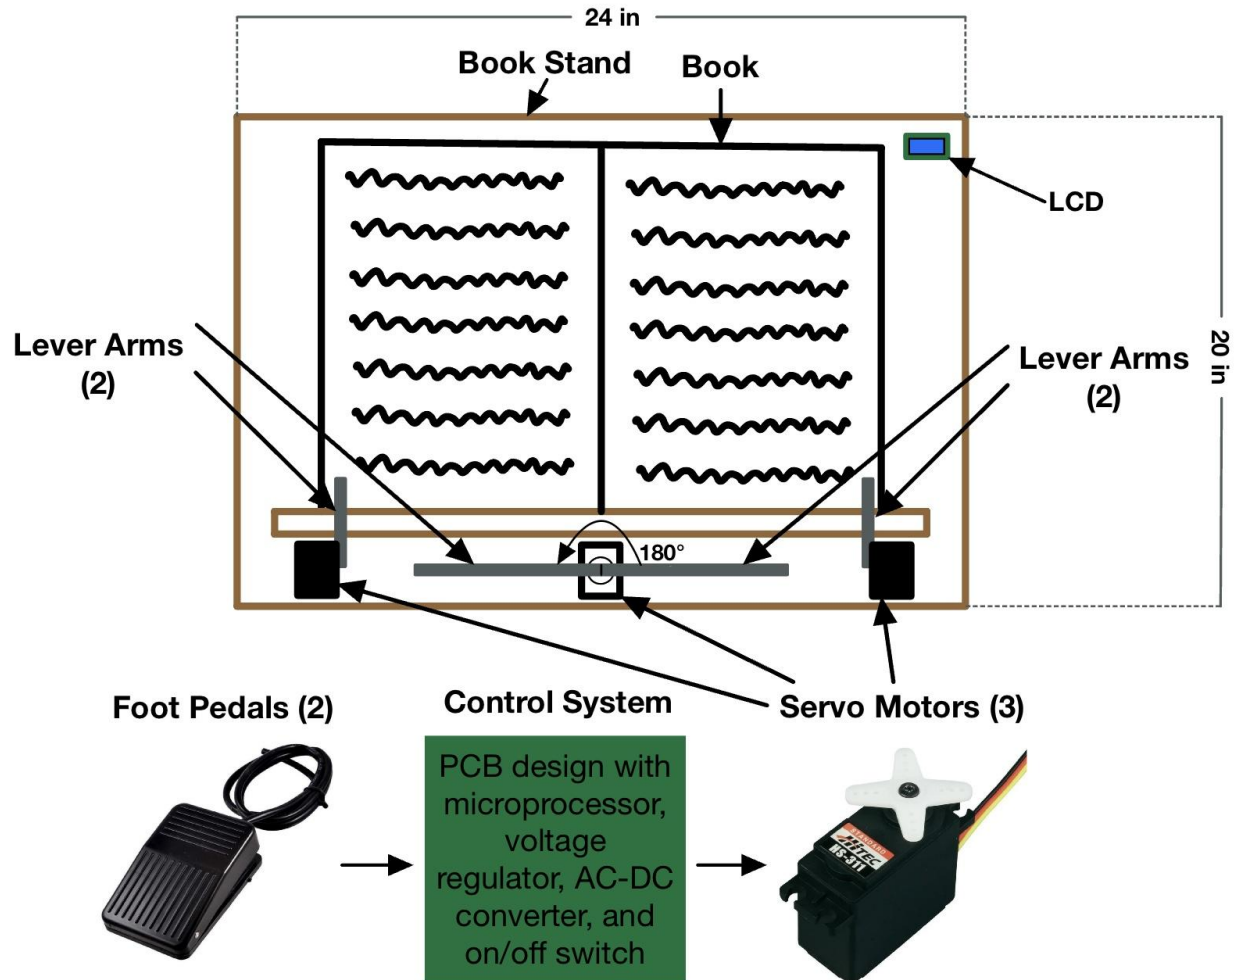 24 in
Book Stand
Book
LCD
20 in
Lever Arms
(2)
Lever Arms
(2)
180°
Foot Pedals (2)
Control System
Servo Motors (3)
PCB design with
microprocessor,
voltage
regulator, AC-DC
converter, and
on/off switch
STANDARD
HITEC
HS-311